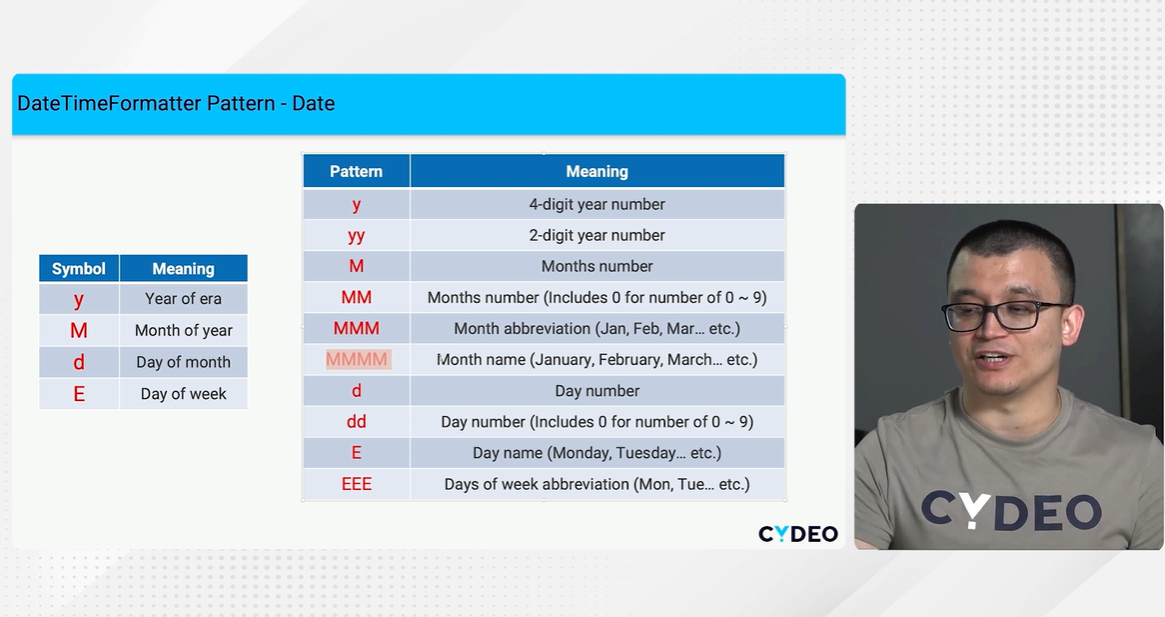 DateTimeFormatter Pattern - Date
Symbol Meaning
y Year of era
M Month of year
d Day of month
E Day of week
Pattern Meaning
y 4-digit year number
yy 2-digit year number
M Months number
MM Months number (Includes 0 for number of 0 ~ 9)
MMM Month abbreviation (Jan, Feb, Mar... etc.)
MMMM Month name (January, February, March... etc.)
d Day number
dd Day number (Includes 0 for number of 0 ~ 9)
E Day name (Monday, Tuesday... etc.)
EEE Days of week abbreviation (Mon, Tue... etc.)
CYDEO
CYDEO